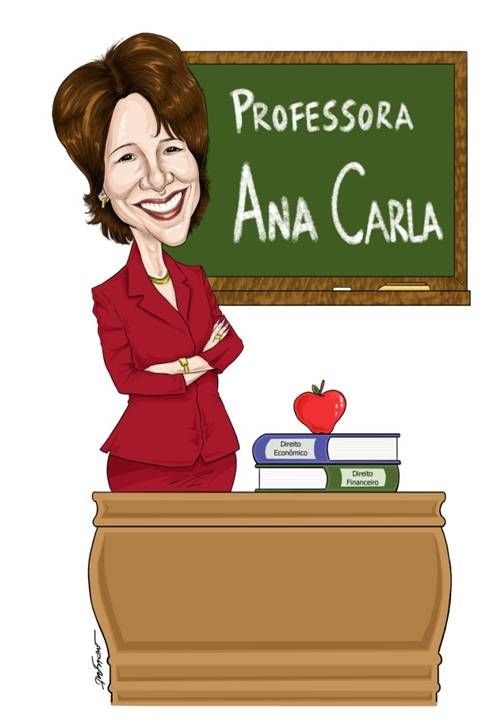 PROFESSORA
ANA CARLA
Direito
Econômico
Direito
Financeiro